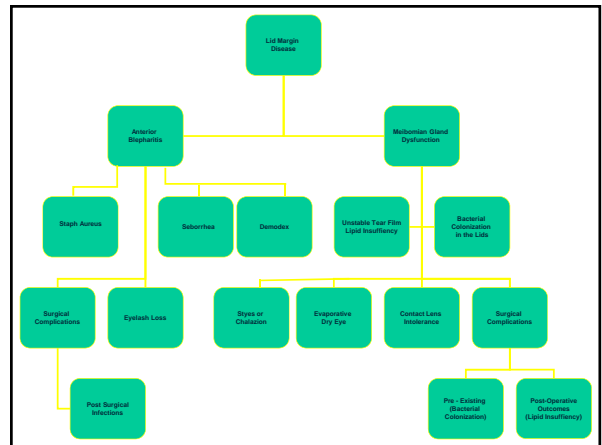 Lid Margin
Disease
Anterior
Blepharitis
Meibomian Gland
Dysfunction
Staph Aureus
Seborrhea
Demodex
Unstable Tear Film
Lipid Insuffiency
Bacterial
Colonization
in the Lids
Surgical
Complications
Eyelash Loss
Styes or
Chalazion
Evaporative
Dry Eye
Contact Lens
Intolerance
Surgical
Complications
Post Surgical
Infections
Pre - Existing
(Bacterial
Colonization)
Post-Operative
Outcomes
(Lipid Insuffiency)